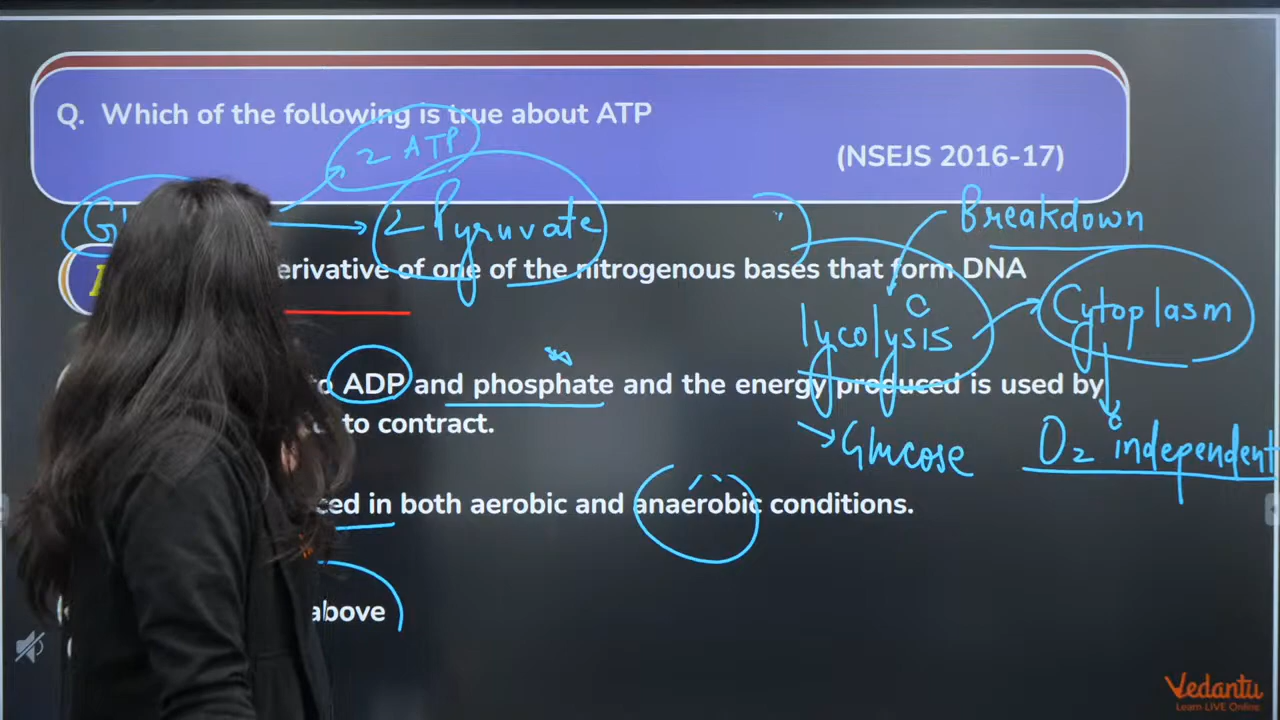 Q. Which of the following is true about ATP
(NSEJS 2016-17)
2 ATP
2 Pyruvate
Breakdown
erivative of one of the nitrogenous bases that form DNA
lycolysis
Cytoplasm
to ADP and phosphate and the energy produced is used by
to contract.
Glucose
O2 independent
ced in both aerobic and anaerobic conditions.
above
Vedantu
Learn LIVE Online